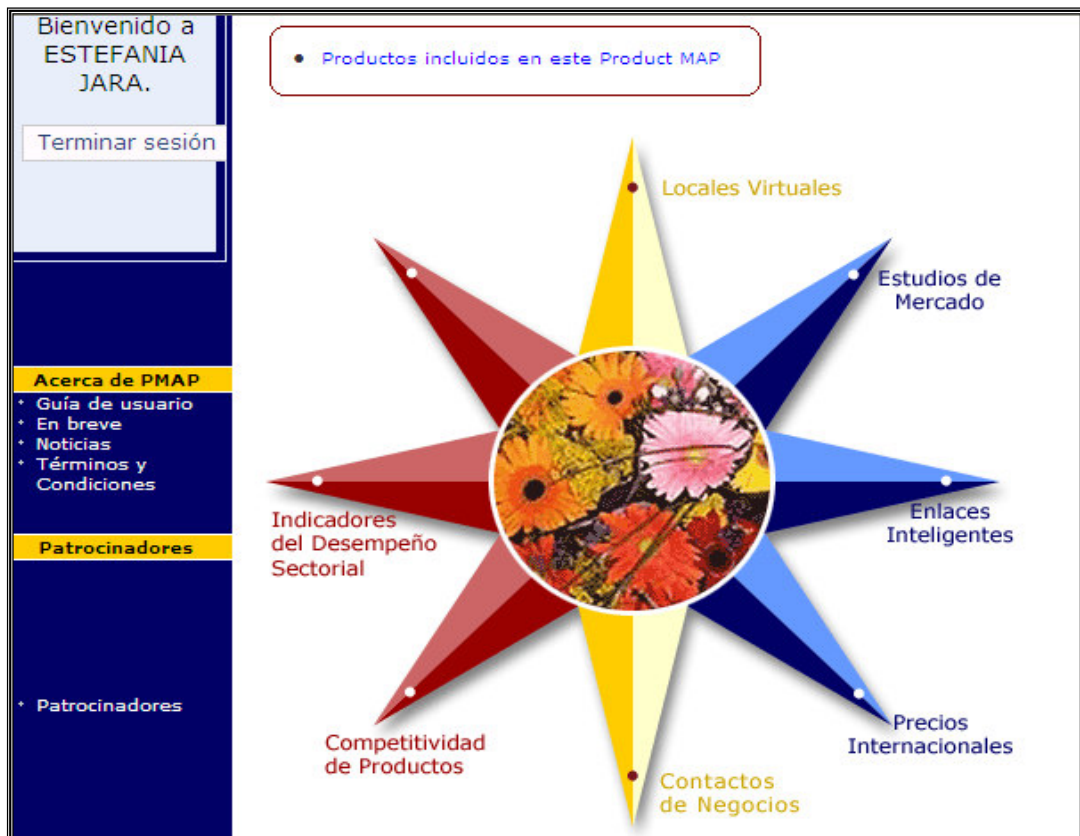 Bienvenido a
ESTEFANIA
JARA.
Terminar sesión
Acerca de PMAP
Guía de usuario
En breve
Noticias
Términos y
Condiciones
Patrocinadores
Patrocinadores
Productos incluidos en este Product MAP
Locales Virtuales
Estudios de
Mercado
Enlaces
Inteligentes
Indicadores
del Desempeño
Sectorial
Precios
Internacionales
Competitividad
de Productos
Contactos
de Negocios